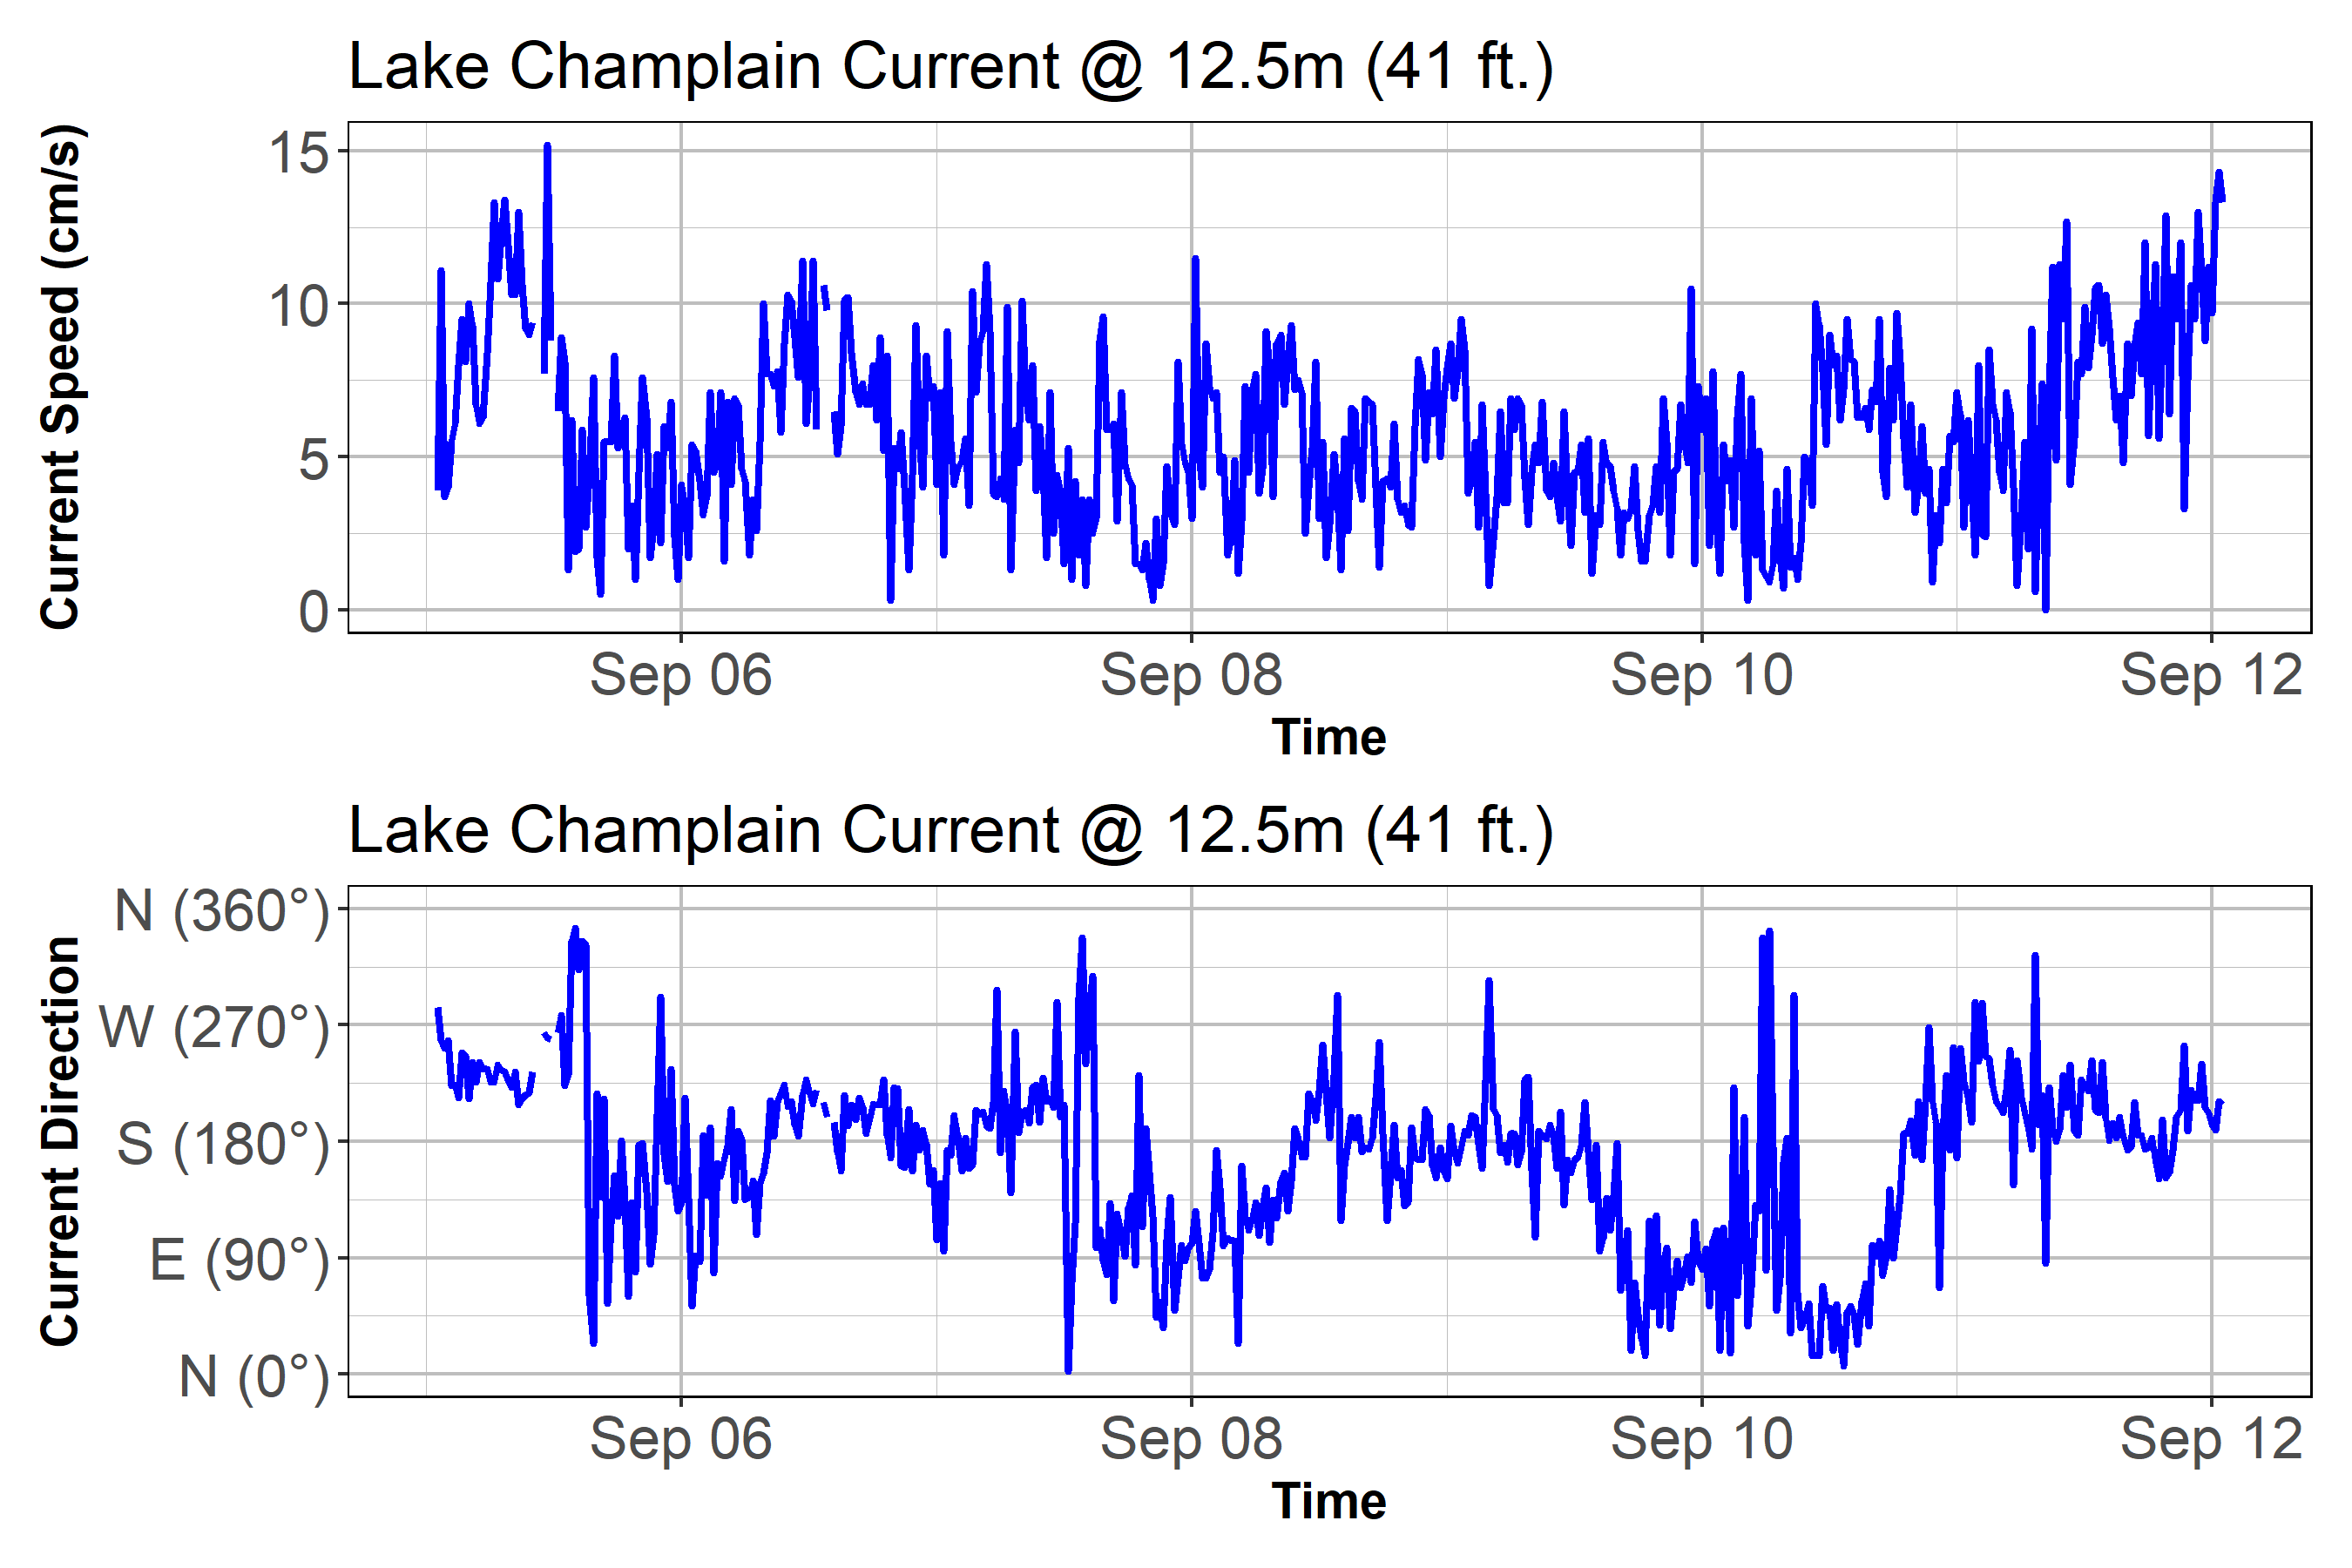 Lake Champlain Current @ 12.5m (41 ft.)
Current Speed (cm/s)
15
10
5
0
Sep 06 Sep 08 Sep 10 Sep 12
Time
Lake Champlain Current @ 12.5m (41 ft.)
Current Direction
N (360°)
W (270°)
S (180°)
E (90°)
N (0°)
Sep 06 Sep 08 Sep 10 Sep 12
Time